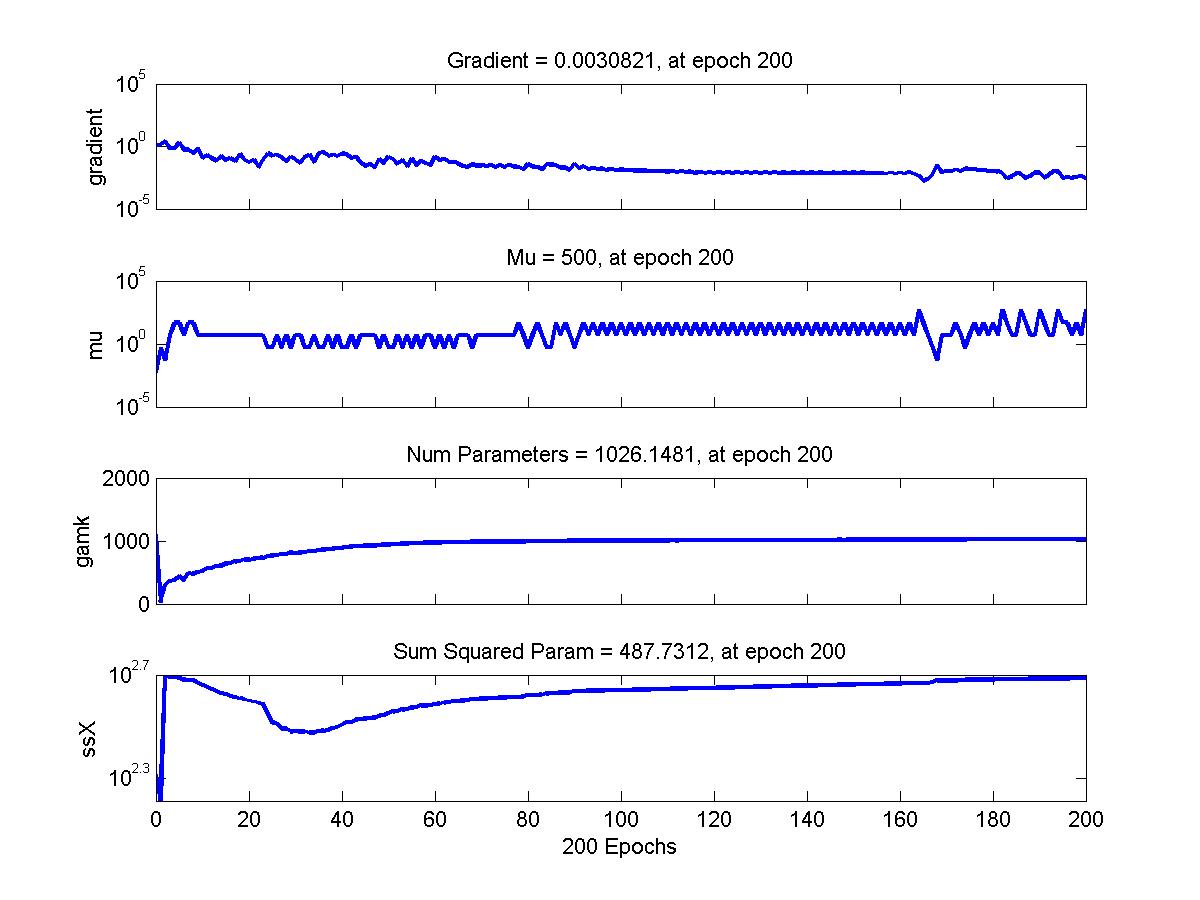 Gradient = 0.0030821, at epoch 200
10^5
10^0
10^-5
gradient
Mu = 500, at epoch 200
10^5
10^0
10^-5
mu
Num Parameters = 1026.1481, at epoch 200
2000
1000
0
gamk
Sum Squared Param = 487.7312, at epoch 200
10^2.7
10^2.3
ssX
0 20 40 60 80 100 120 140 160 180 200
200 Epochs